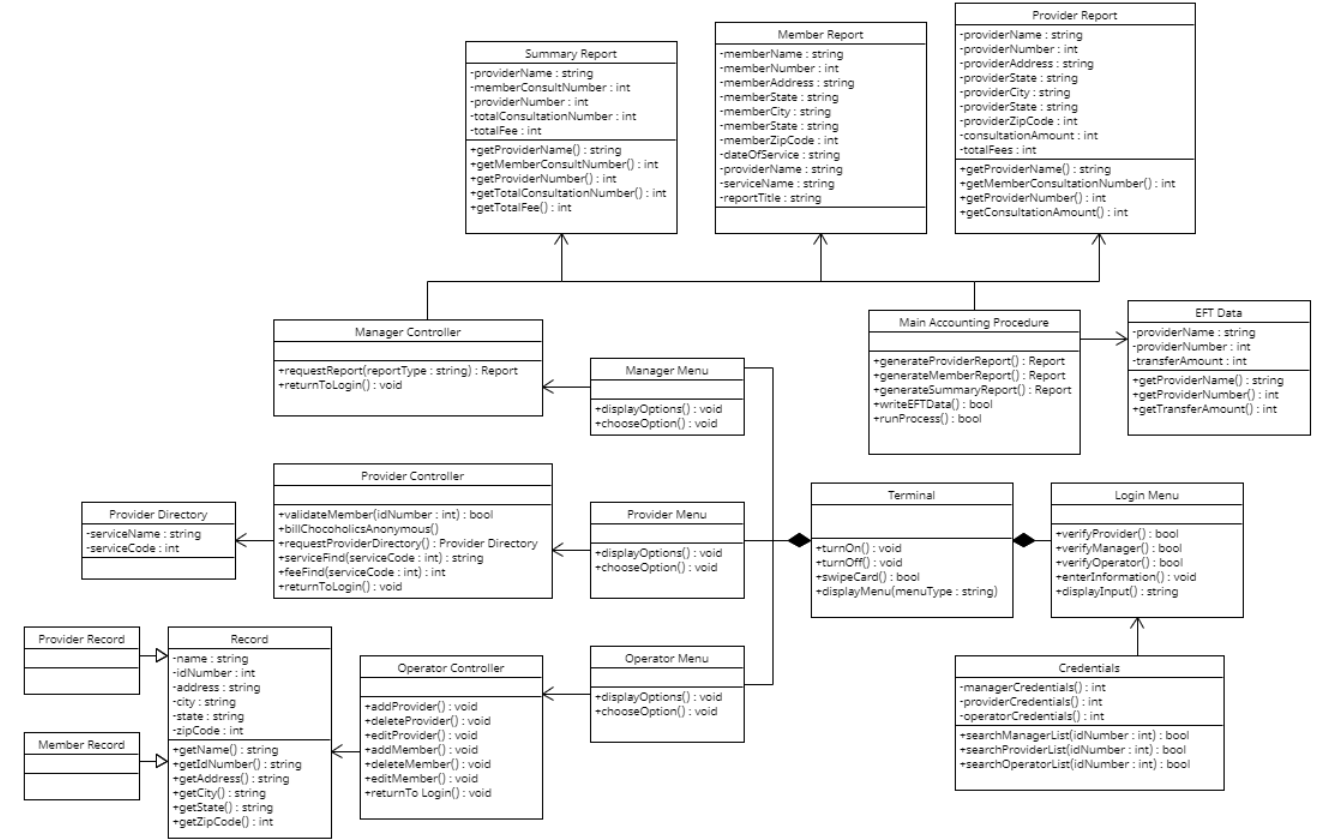 Summary Report
-providerName : string
-memberConsultNumber : int
-providerNumber : int
-totalConsultationNumber : int
-totalFee : int
+getProviderName() : string
+getMemberConsultNumber() : int
+getProviderNumber() : int
+getTotalConsultationNumber() : int
+getTotalFee() : int
Member Report
-memberName : string
-memberNumber : int
-memberAddress : string
-memberState : string
-memberCity : string
-memberState : string
-memberZipCode : int
-dateOfService : string
-providerName : string
-serviceName : string
-reportTitle : string
Provider Report
-providerName : string
-providerNumber : int
-providerAddress : string
-providerState : string
-providerCity : string
-providerState : string
-providerZipCode : int
-consultationAmount : int
-totalFees : int
+getProviderName() : string
+getMemberConsultationNumber() : int
+getProviderNumber() : int
+getConsultationAmount() : int
Manager Controller
+requestReport(reportType : string) : Report
+returnToLogin() : void
Manager Menu
+displayOptions() : void
+chooseOption() : void
Main Accounting Procedure
+generateProviderReport() : Report
+generateMemberReport() : Report
+generateSummaryReport() : Report
+writeEFTData() : bool
+runProcess() : bool
EFT Data
-providerName : string
-providerNumber : int
-transferAmount : int
+getProviderName() : string
+getProviderNumber() : int
+getTransferAmount() : int
Provider Directory
-serviceName : string
-serviceCode : int
Provider Controller
+validateMember(idNumber : int) : bool
+billChocoholicsAnonymous()
+requestProviderDirectory() : Provider Directory
+serviceFind(serviceCode : int) : string
+feeFind(serviceCode : int) : int
+returnToLogin() : void
Provider Menu
+displayOptions() : void
+chooseOption() : void
Terminal
+turnOn() : void
+turnOff() : void
+swipeCard() : bool
+displayMenu(menuType : string)
Login Menu
+verifyProvider() : bool
+verifyManager() : bool
+verifyOperator() : bool
+enterInformation() : void
+displayInput() : string
Provider Record
Member Record
Record
-name : string
-idNumber : int
-address : string
-city : string
-state : string
-zipCode : int
+getName() : string
+getIdNumber() : string
+getAddress() : string
+getCity() : string
+getState() : string
+getZipCode() : int
Operator Controller
+addProvider() : void
+deleteProvider() : void
+editProvider() : void
+addMember() : void
+deleteMember() : void
+editMember() : void
+returnTo Login() : void
Operator Menu
+displayOptions() : void
+chooseOption() : void
Credentials
-managerCredentials() : int
-providerCredentials() : int
-operatorCredentials() : int
+searchManagerList(idNumber : int) : bool
+searchProviderList(idNumber : int) : bool
+searchOperatorList(idNumber : int) : bool